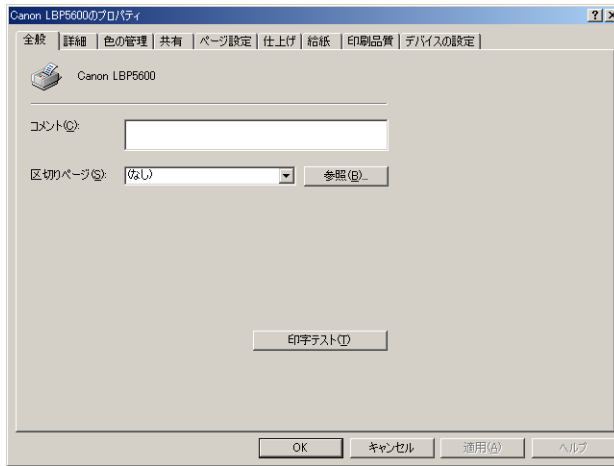 Canon LBP5600のプロパティ
全般 詳細 色の管理 共有 ページ設定 仕上げ 給紙 印刷品質 デバイスの設定
Canon LBP5600
コメント(C):
区切りページ(S): (なし) 参照(B)...
印字テスト(T)
OK キャンセル 適用(A) ヘルプ